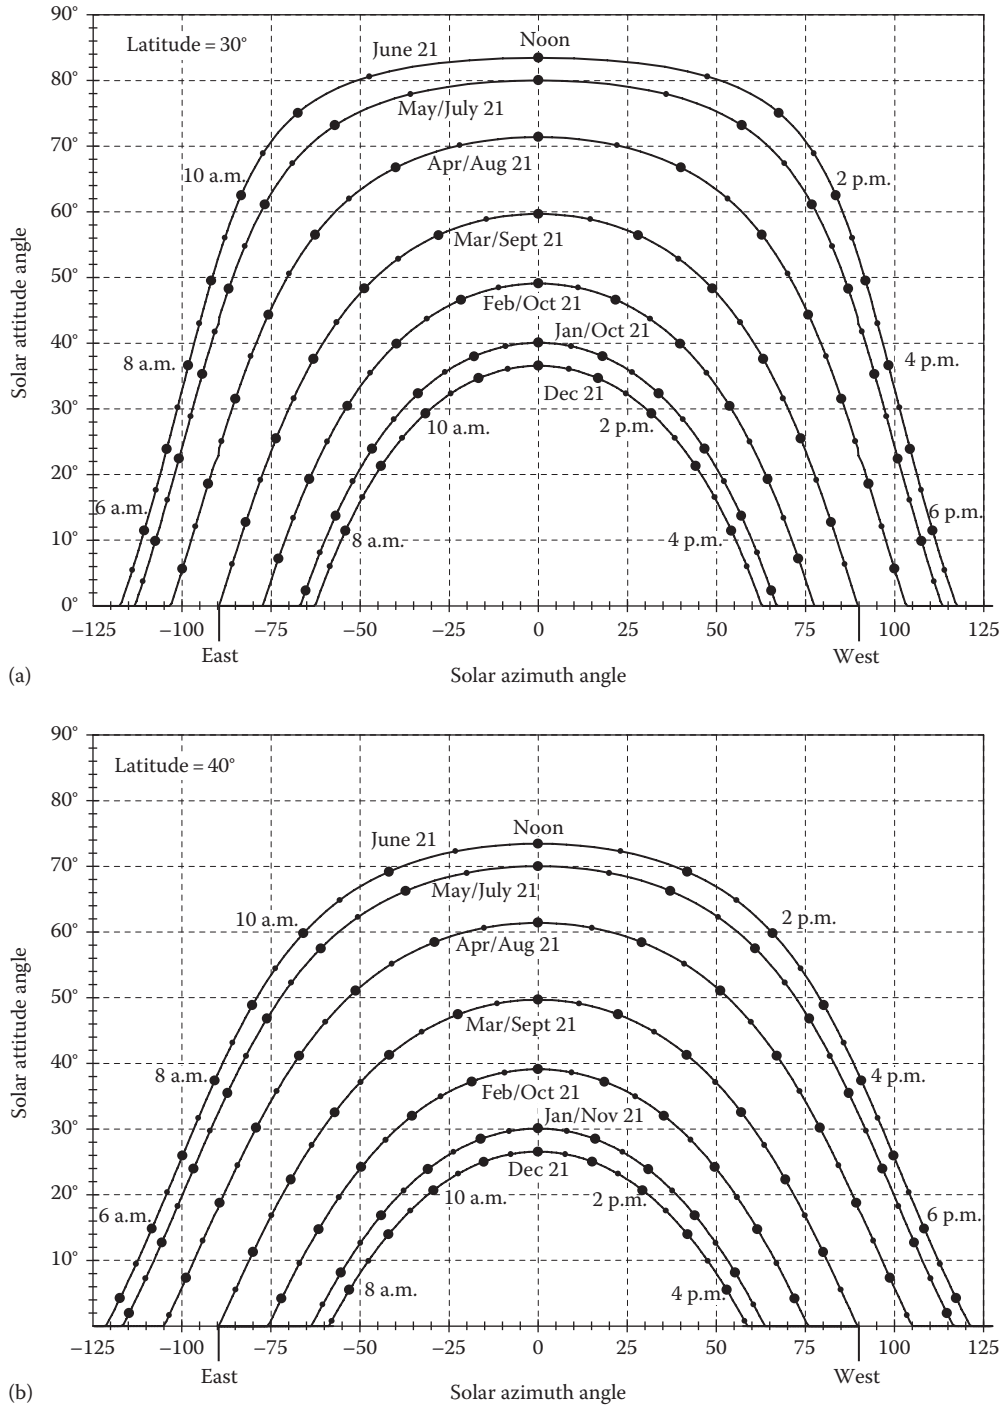 90°
Latitude = 30°
June 21
Noon
80°
May/July 21
70°
Apr/Aug 21
10 a.m.
2 p.m.
60°
Mar/Sept 21
50°
Feb/Oct 21
Jan/Oct 21
40°
8 a.m.
4 p.m.
Dec 21
30°
10 a.m.
2 p.m.
20°
6 a.m.
6 p.m.
10°
8 a.m.
4 p.m.
0°
Solar attitude angle
−125 −100 −75 −50 −25 0 25 50 75 100 125
East
West
(a)
Solar azimuth angle
90°
Latitude = 40°
80°
June 21
Noon
70°
May/July 21
10 a.m.
2 p.m.
60°
Apr/Aug 21
50°
Mar/Sept 21
40°
8 a.m.
4 p.m.
Feb/Oct 21
Jan/Nov 21
30°
Dec 21
20°
10 a.m.
2 p.m.
6 a.m.
6 p.m.
10°
8 a.m.
4 p.m.
Solar attitude angle
−125 −100 −75 −50 −25 0 25 50 75 100 125
East
West
(b)
Solar azimuth angle